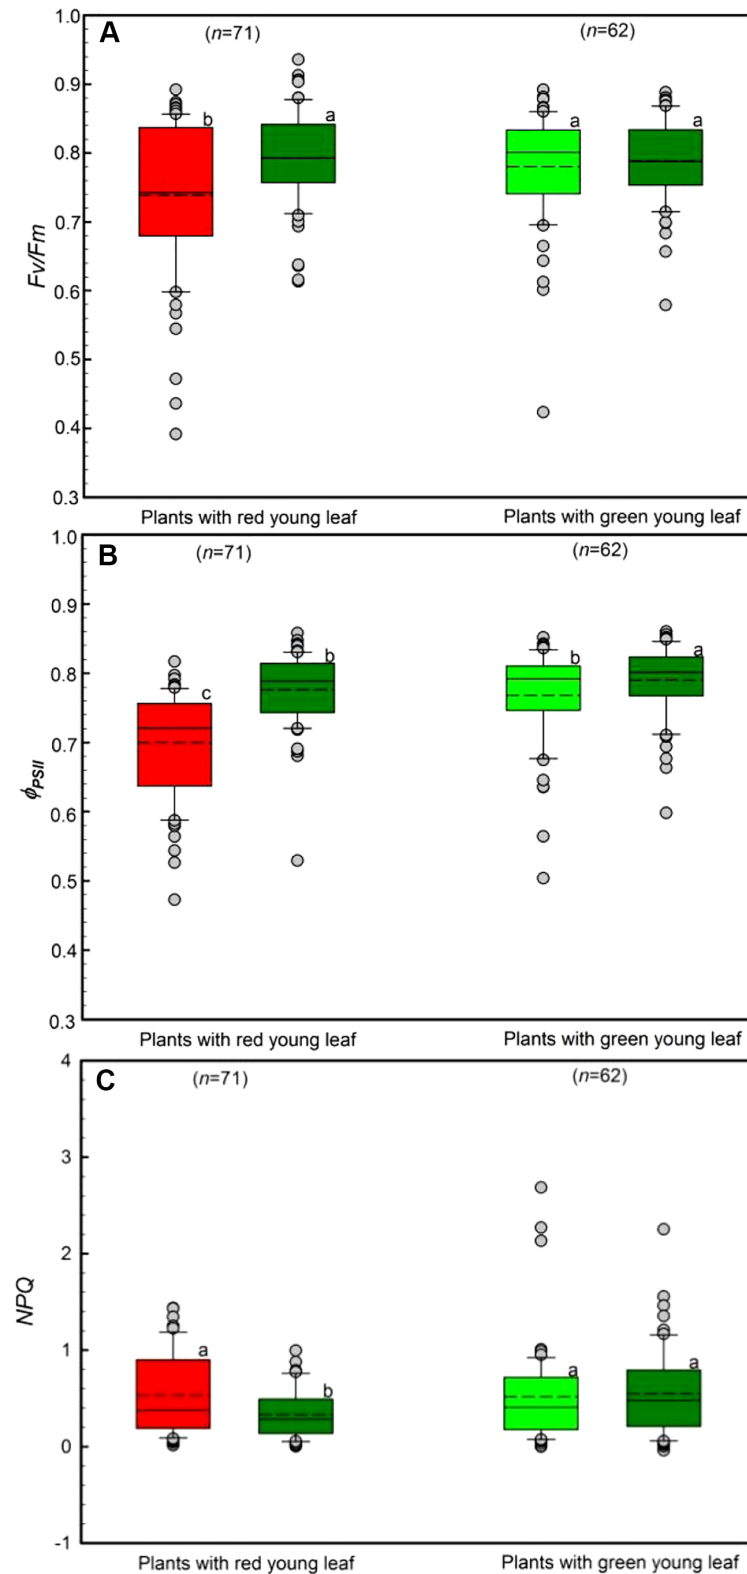 1.0
A
(n=71)
(n=62)
0.9
b
a
a
a
0.8
0.7
Fv/Fm
0.6
0.5
0.4
0.3
Plants with red young leaf
Plants with green young leaf
1.0
B
(n=71)
(n=62)
0.9
c
b
b
a
0.8
0.7
ϕPSII
0.6
0.5
0.4
0.3
Plants with red young leaf
Plants with green young leaf
4
C
(n=71)
(n=62)
3
2
NPQ
1
a
b
a
a
0
-1
Plants with red young leaf
Plants with green young leaf